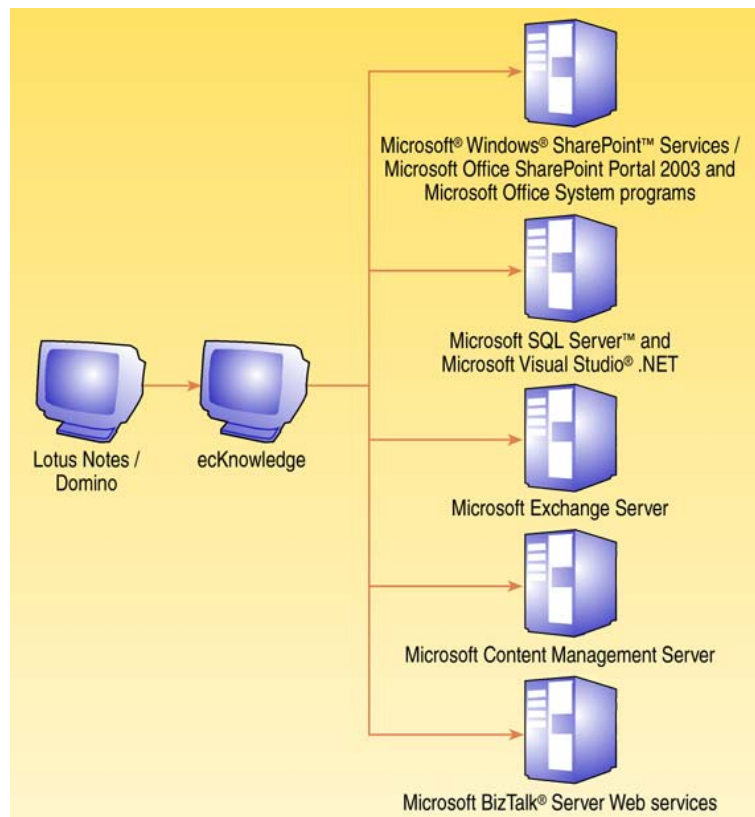 Microsoft® Windows® SharePoint™ Services /
Microsoft Office SharePoint Portal 2003 and
Microsoft Office System programs
Microsoft SQL Server™ and
Microsoft Visual Studio® .NET
Lotus Notes /
Domino
ecKnowledge
Microsoft Exchange Server
Microsoft Content Management Server
Microsoft BizTalk® Server Web services